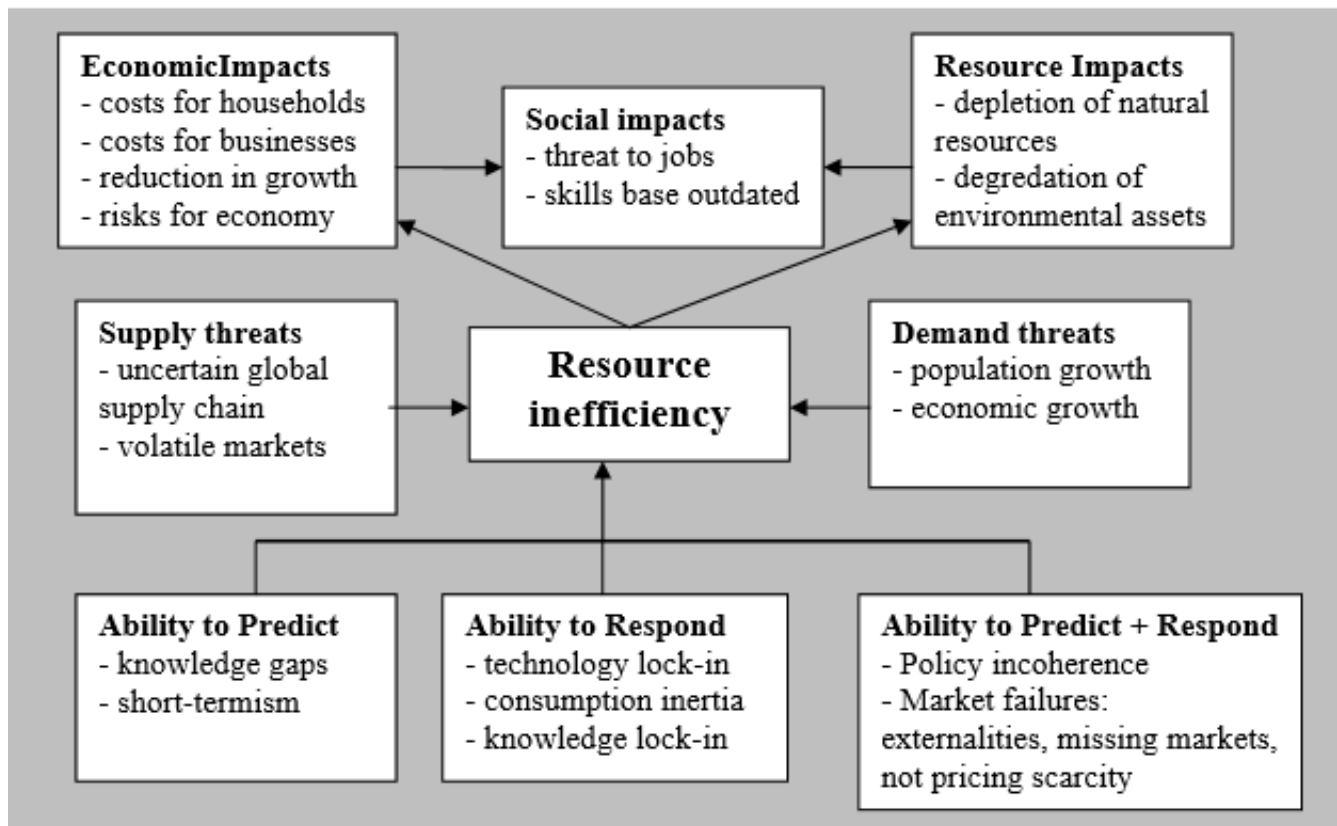 EconomicImpacts
- costs for households
- costs for businesses
- reduction in growth
- risks for economy
Social impacts
- threat to jobs
- skills base outdated
Resource Impacts
- depletion of natural
resources
- degredation of
environmental assets
Supply threats
- uncertain global
supply chain
- volatile markets
Resource
inefficiency
Demand threats
- population growth
- economic growth
Ability to Predict
- knowledge gaps
- short-termism
Ability to Respond
- technology lock-in
- consumption inertia
- knowledge lock-in
Ability to Predict + Respond
- Policy incoherence
- Market failures:
externalities, missing markets,
not pricing scarcity